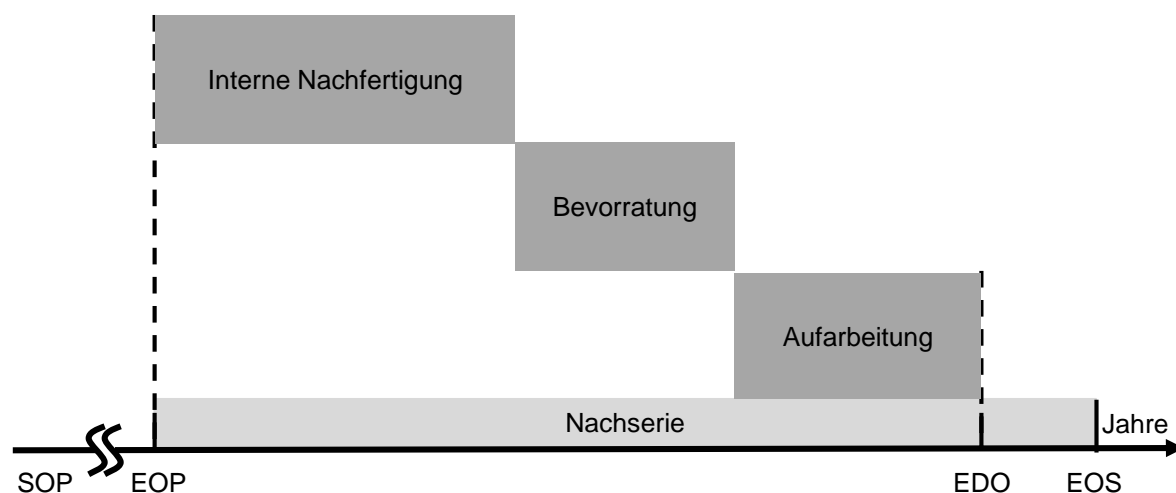 Interne Nachfertigung
Bevorratung
Aufarbeitung
Nachserie
Jahre
SOP EOP EDO EOS